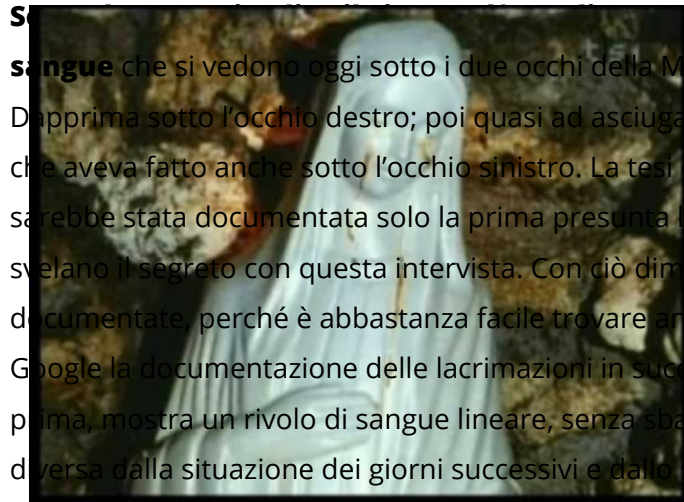 sangue che si vedono oggi sotto i due occhi della M
Dapprima sotto l'occhio destro; poi quasi ad asciuga
che aveva fatto anche sotto l'occhio sinistro. La tesi
sarebbe stata documentata solo la prima presunta l
svelano il segreto con questa intervista. Con ciò dim
documentate, perché è abbastanza facile trovare an
Google la documentazione delle lacrimazioni in succ
prima, mostra un rivolo di sangue lineare, senza sba
diversa dalla situazione dei giorni successivi e dallo